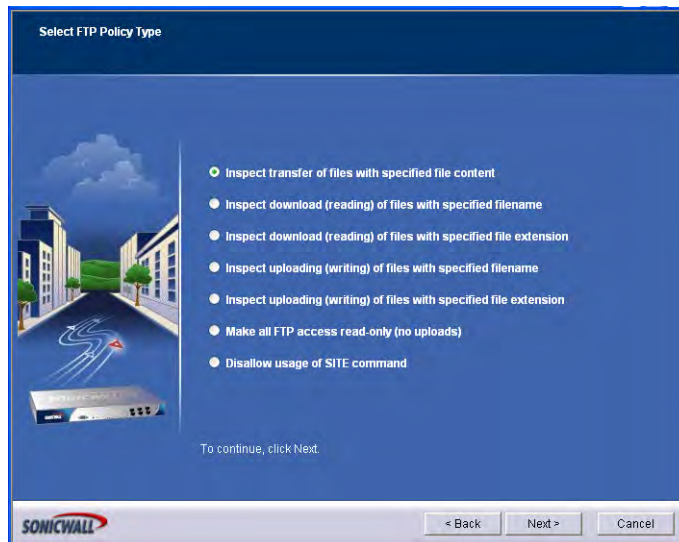 Select FTP Policy Type
Inspect transfer of files with specified file content
Inspect download (reading) of files with specified filename
Inspect download (reading) of files with specified file extension
Inspect uploading (writing) of files with specified filename
Inspect uploading (writing) of files with specified file extension
Make all FTP access read-only (no uploads)
Disallow usage of SITE command
To continue, click Next.
SONICWALL
< Back Next > Cancel